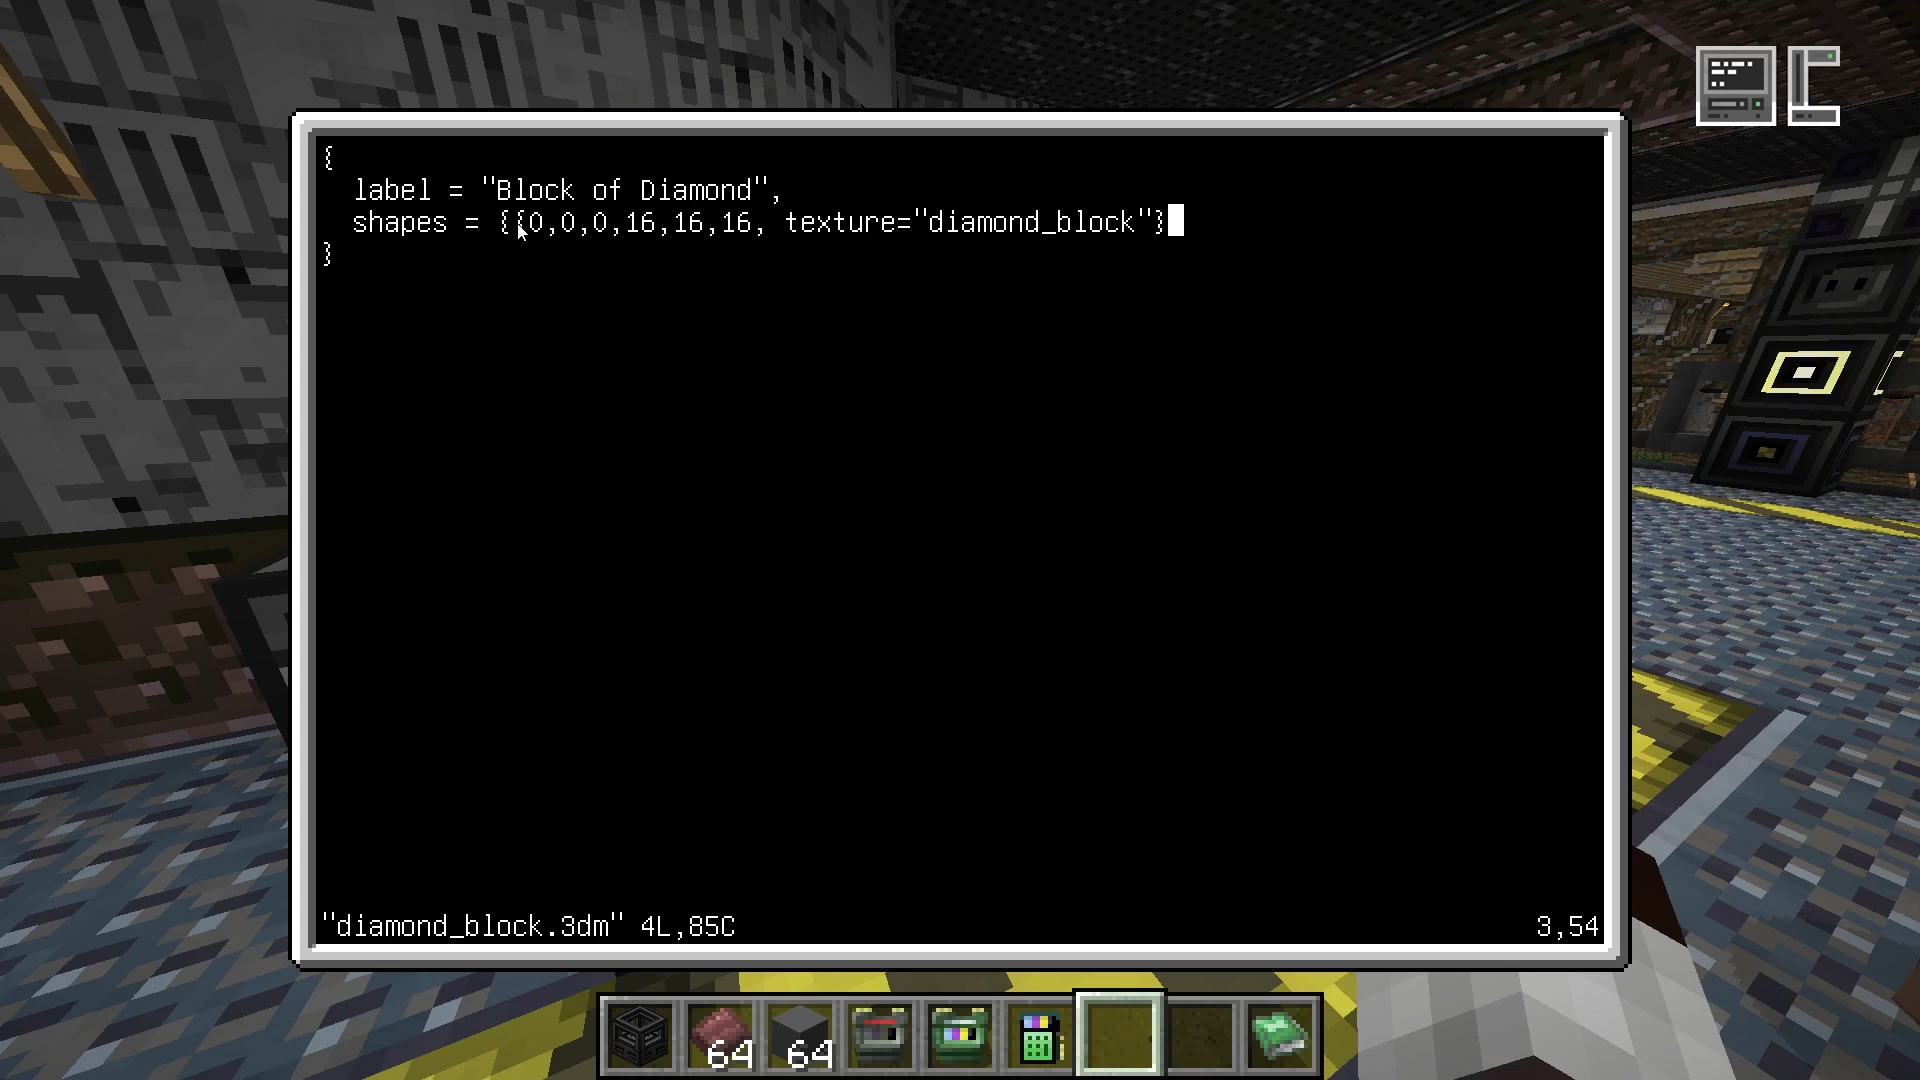 {
label = "Block of Diamond",
shapes = {{0,0,0,16,16,16, texture="diamond_block"}
}
"diamond_block.3dm" 4L,85C 3,54
64 64